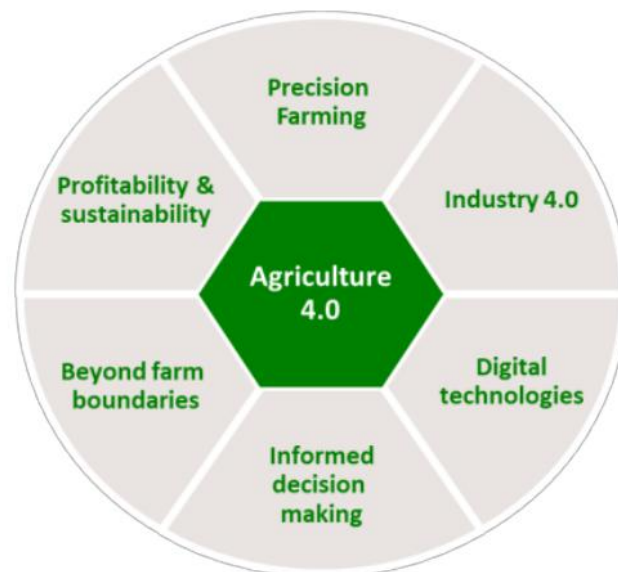 Precision
Farming
Industry 4.0
Digital
technologies
Informed
decision
making
Beyond farm
boundaries
Profitability &
sustainability
Agriculture
4.0